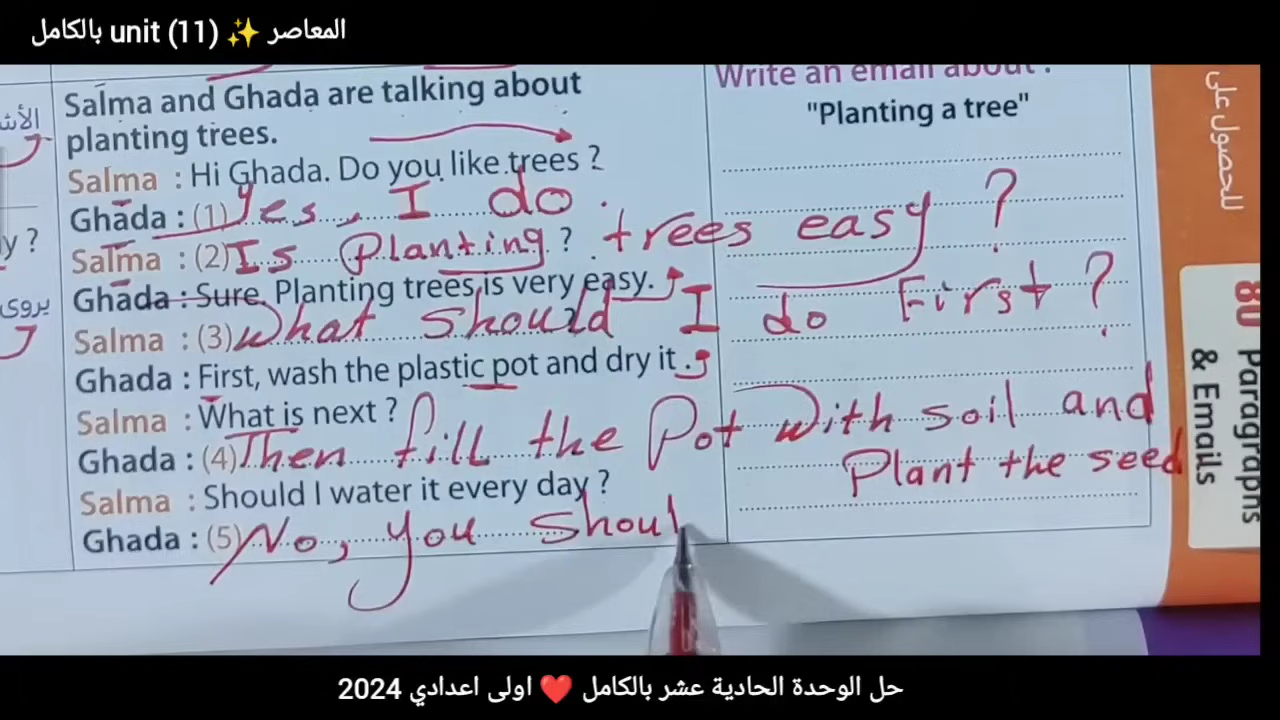 المعاصر ✨ unit (11) بالكامل
Salma and Ghada are talking about
planting trees.
Salma : Hi Ghada. Do you like trees ?
Ghada : (1) Yes, I do.
Salma : (2) Is Planting ? trees easy ?
Ghada : Sure. Planting trees is very easy.
Salma : (3) What should I do First ?
Ghada : First, wash the plastic pot and dry it .
Salma : What is next ?
Ghada : (4) Then fill the Pot with soil and
Plant the seed
Salma : Should I water it every day ?
Ghada : (5) No, you shoul
Write an email about :
"Planting a tree"
للحصول على
80 Paragraphs
& Emails
y ?
يروى
حل الوحدة الحادية عشر بالكامل ❤️ اولى اعدادي 2024